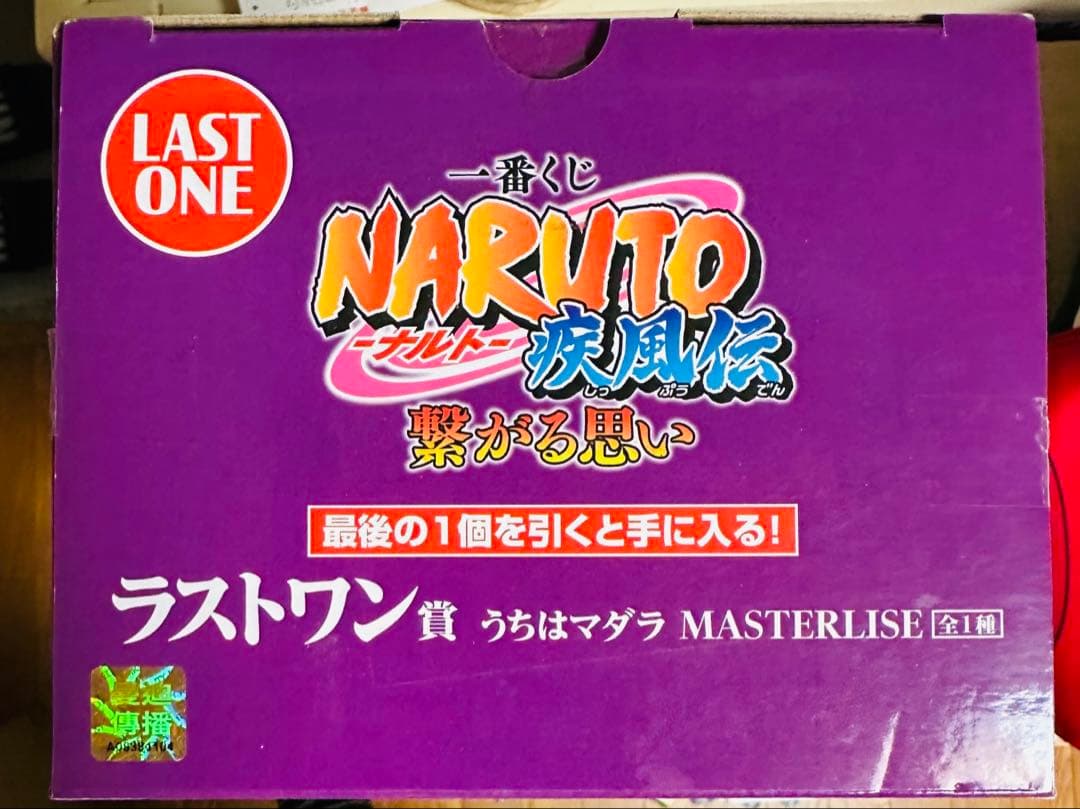 LAST
ONE
一番くじ
NARUTO
-ナルト-
疾風伝
しっ ぷう でん
繋がる思い
最後の1個を引くと手に入る!
ラストワン賞 うちはマダラ MASTERLISE 全1種
傳播